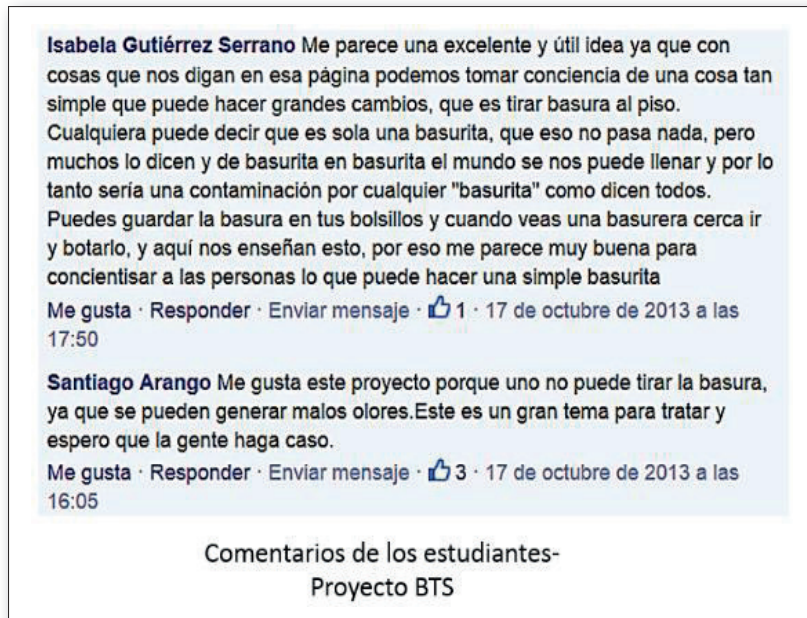 Isabela Gutiérrez Serrano Me parece una excelente y útil idea ya que con
cosas que nos digan en esa página podemos tomar conciencia de una cosa tan
simple que puede hacer grandes cambios, que es tirar basura al piso.
Cualquiera puede decir que es sola una basurita, que eso no pasa nada, pero
muchos lo dicen y de basurita en basurita el mundo se nos puede llenar y por lo
tanto sería una contaminación por cualquier "basurita" como dicen todos.
Puedes guardar la basura en tus bolsillos y cuando veas una basurera cerca ir
y botarlo, y aquí nos enseñan esto, por eso me parece muy buena para
concientisar a las personas lo que puede hacer una simple basurita
Me gusta · Responder · Enviar mensaje · 1 · 17 de octubre de 2013 a las
17:50
Santiago Arango Me gusta este proyecto porque uno no puede tirar la basura,
ya que se pueden generar malos olores.Este es un gran tema para tratar y
espero que la gente haga caso.
Me gusta · Responder · Enviar mensaje · 3 · 17 de octubre de 2013 a las
16:05
Comentarios de los estudiantes-
Proyecto BTS